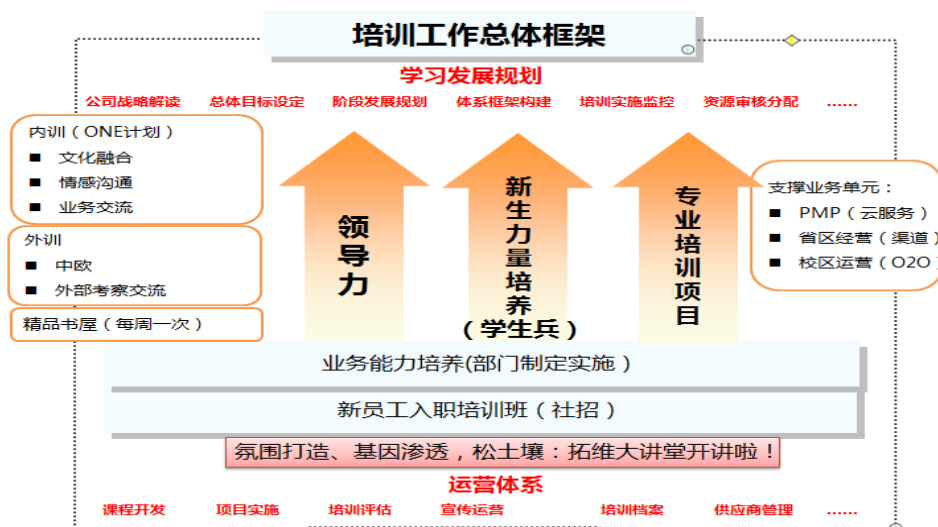 培训工作总体框架
学习发展规划
公司战略解读 总体目标设定 阶段发展规划 体系框架构建 培训实施监控 资源审核分配 ……
内训（ONE计划）
文化融合
情感沟通
业务交流
外训
中欧
外部考察交流
精品书屋（每周一次）
领导力
新生力量培养
（学生兵）
专业培训项目
支撑业务单元：
PMP（云服务）
省区经营（渠道）
校区运营（O2O）
业务能力培养(部门制定实施）
新员工入职培训班（社招）
氛围打造、基因渗透，松土壤：拓维大讲堂开讲啦！
运营体系
课程开发 项目实施 培训评估 宣传运营 培训档案 供应商管理 ……